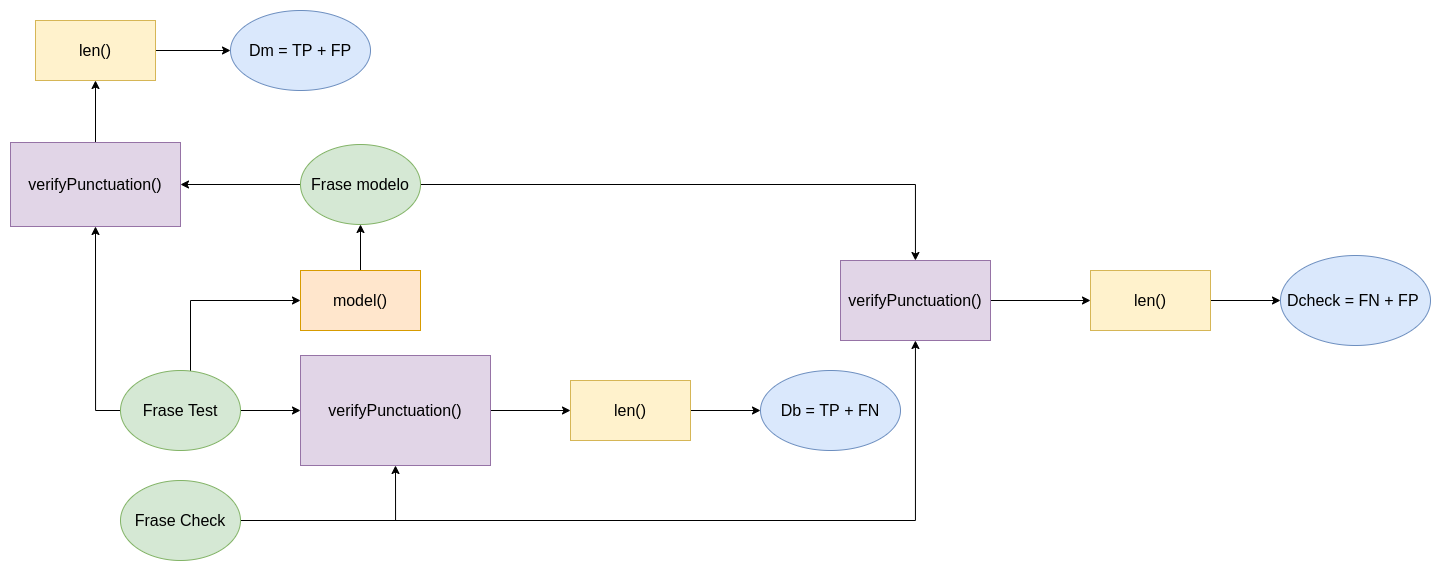 len()
Dm = TP + FP
verifyPunctuation()
Frase modelo
model()
verifyPunctuation()
len()
Dcheck = FN + FP
Frase Test
verifyPunctuation()
len()
Db = TP + FN
Frase Check